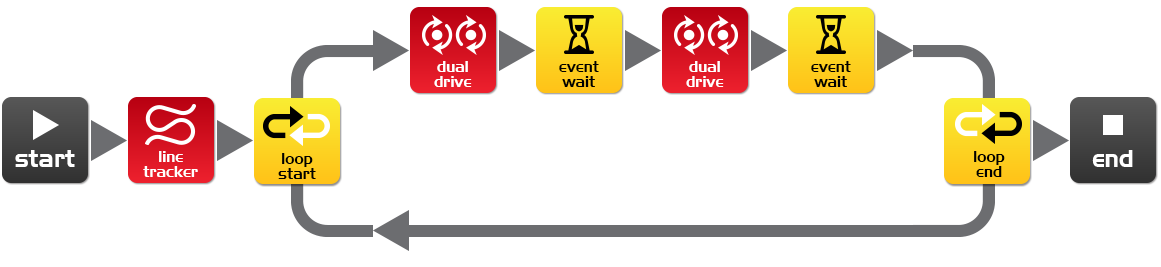 start
line
tracker
loop
start
dual
drive
event
wait
dual
drive
event
wait
loop
end
end